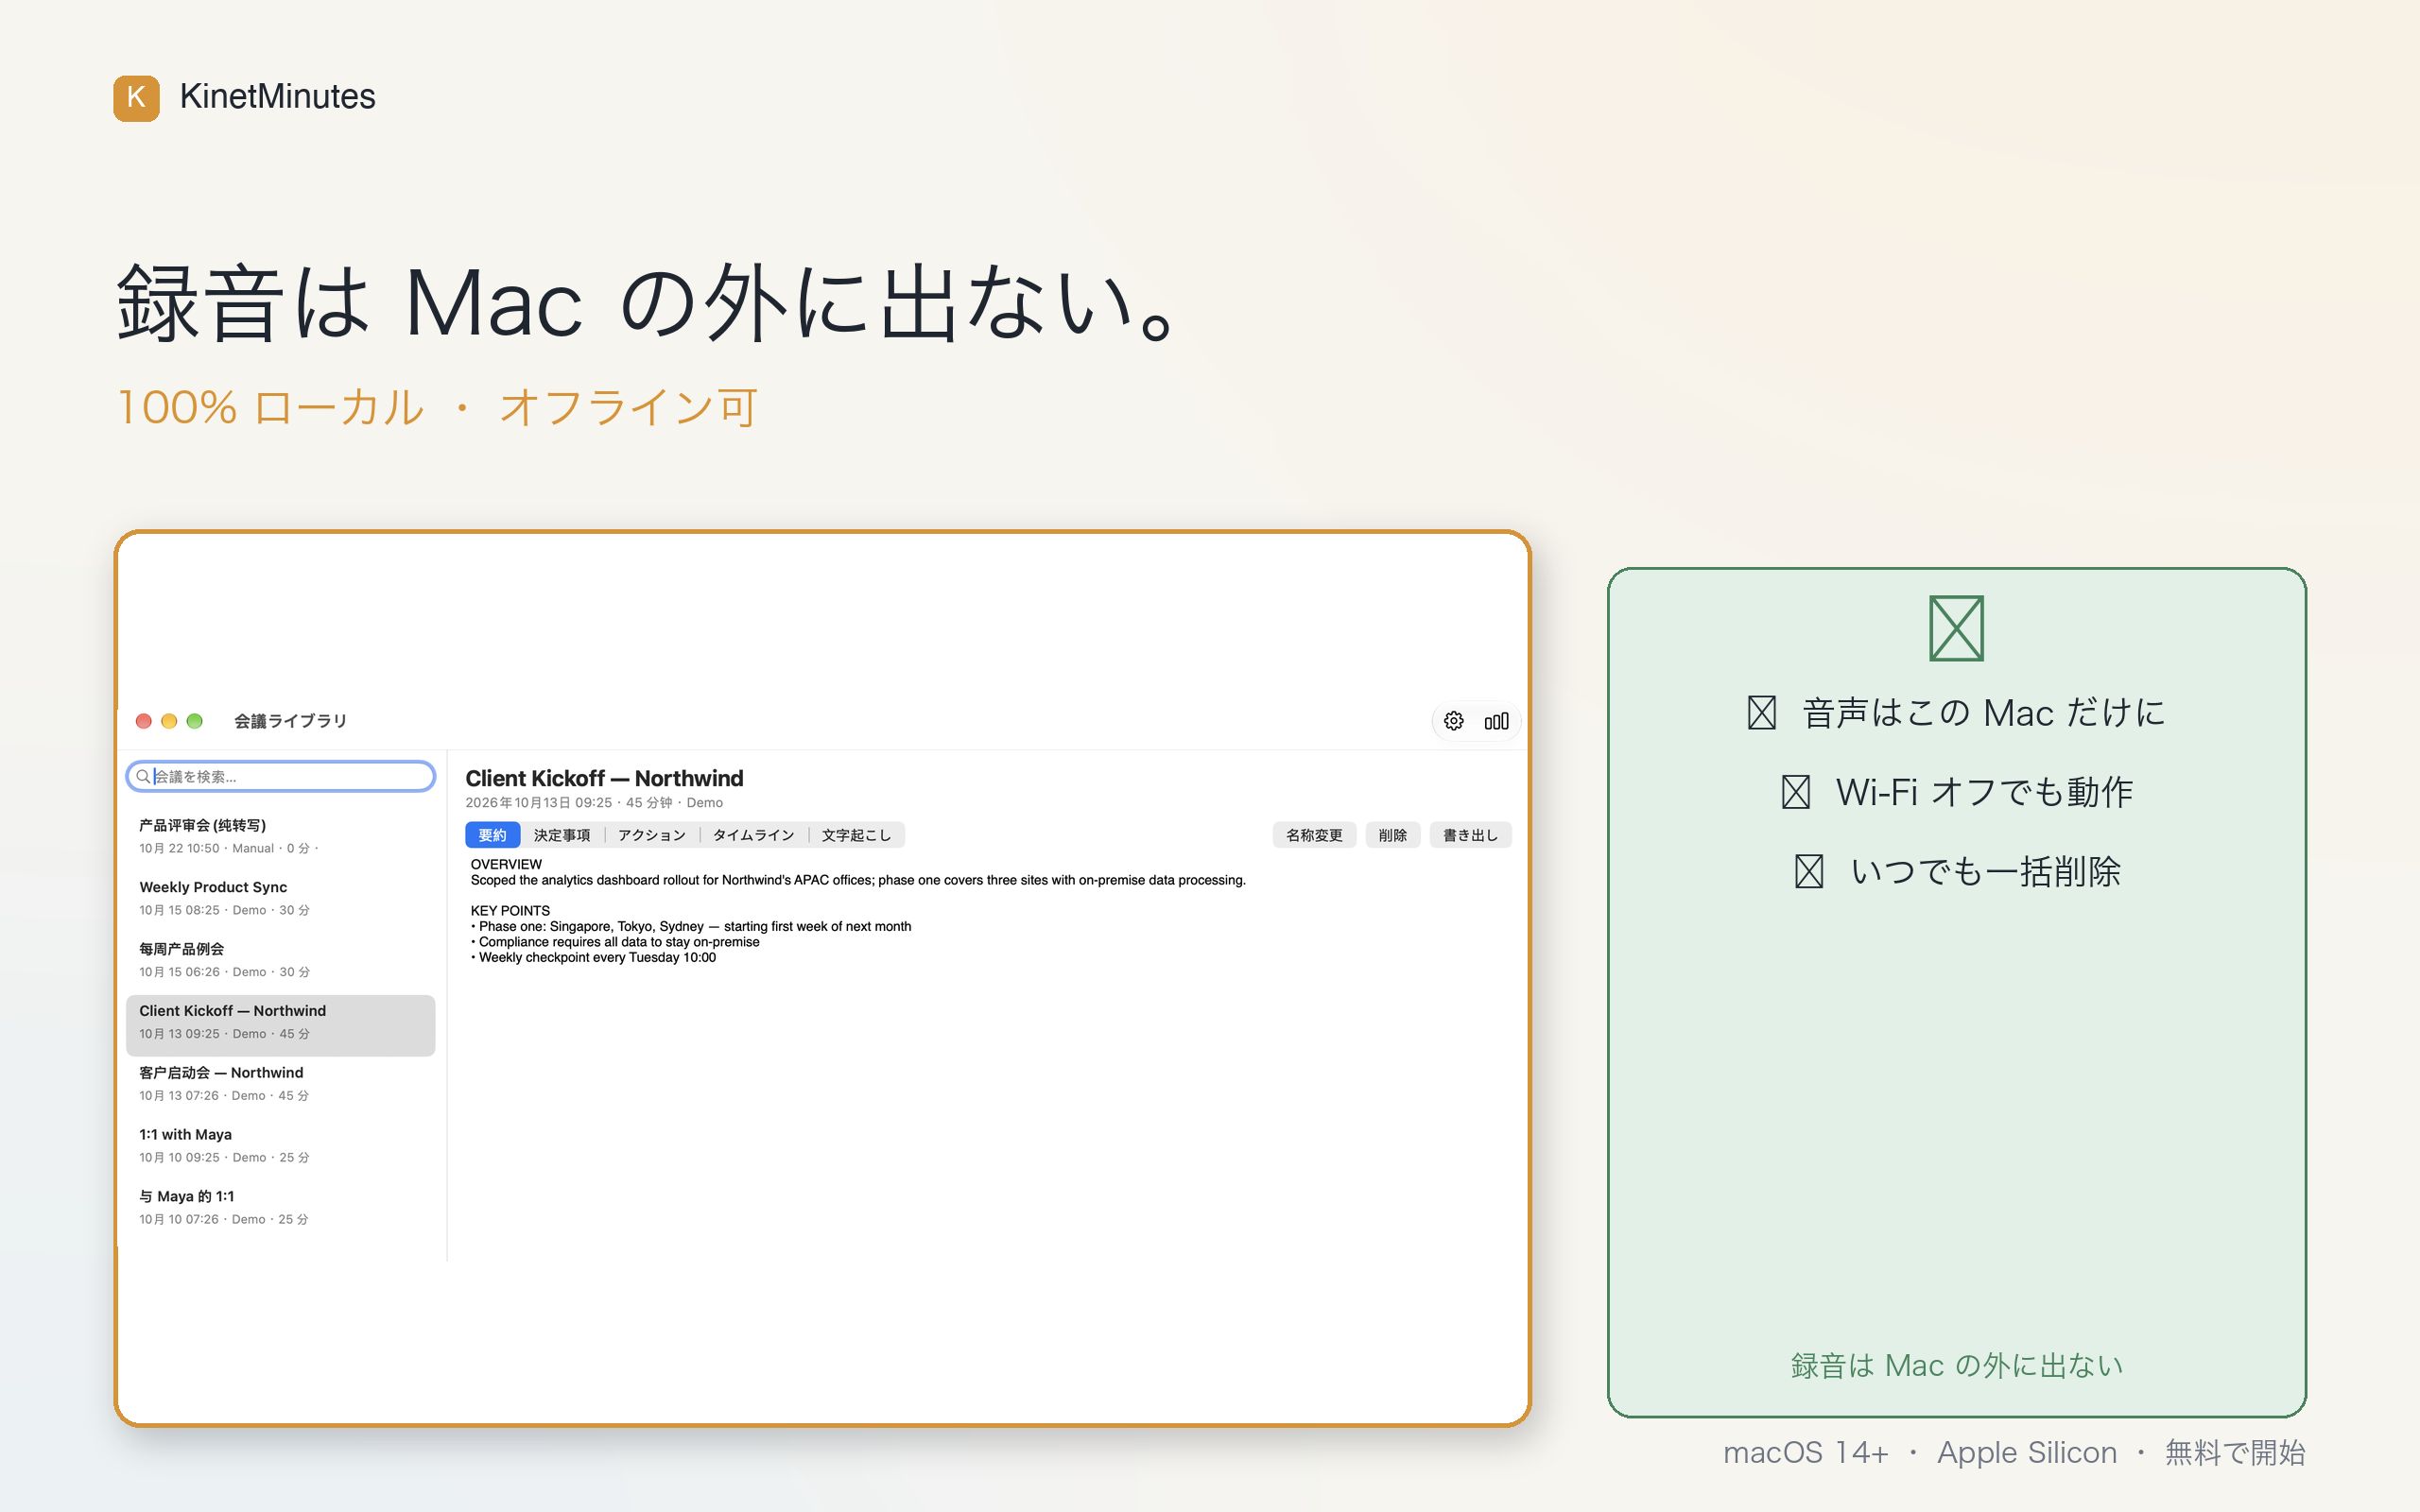 K KinetMinutes
録音は Mac の外に出ない。
100% ローカル ・ オフライン可
会議ライブラリ
会議を検索...
产品评审会 (纯转写)
10月 22 10:50 · Manual · 0 分 ·
Weekly Product Sync
10月 15 08:25 · Demo · 30 分
每周产品例会
10月 15 06:26 · Demo · 30 分
Client Kickoff — Northwind
10月 13 09:25 · Demo · 45 分
客户启动会 — Northwind
10月 13 07:26 · Demo · 45 分
1:1 with Maya
10月 10 09:25 · Demo · 25 分
与 Maya 的 1:1
10月 10 07:26 · Demo · 25 分
Client Kickoff — Northwind
2026年10月13日 09:25 · 45 分钟 · Demo
要約 決定事項 アクション タイムライン 文字起こし 名称変更 削除 書き出し
OVERVIEW
Scoped the analytics dashboard rollout for Northwind's APAC offices; phase one covers three sites with on-premise data processing.
KEY POINTS
• Phase one: Singapore, Tokyo, Sydney — starting first week of next month
• Compliance requires all data to stay on-premise
• Weekly checkpoint every Tuesday 10:00
音声はこの Mac だけに
Wi-Fi オフでも動作
いつでも一括削除
録音は Mac の外に出ない
macOS 14+ ・ Apple Silicon ・ 無料で開始